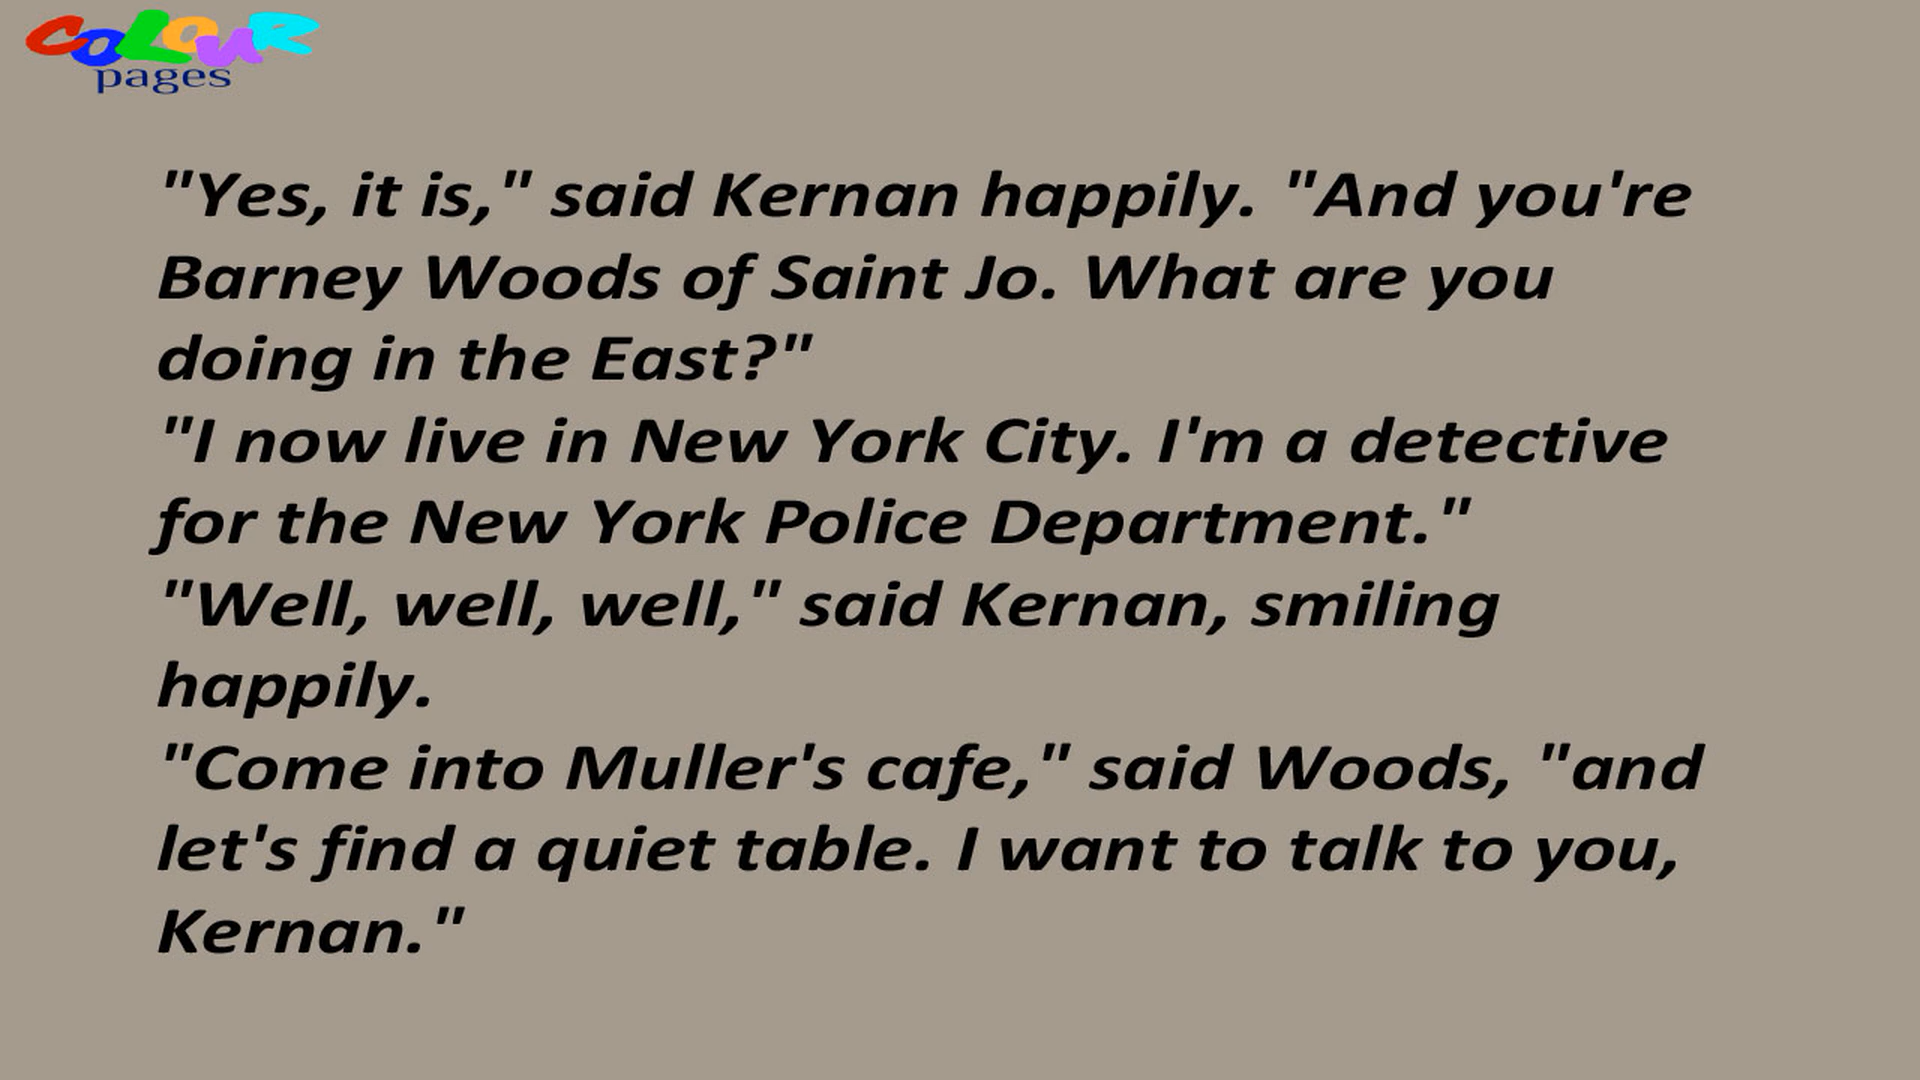 COLOUR
pages
"Yes, it is," said Kernan happily. "And you're
Barney Woods of Saint Jo. What are you
doing in the East?"
"I now live in New York City. I'm a detective
for the New York Police Department."
"Well, well, well," said Kernan, smiling
happily.
"Come into Muller's cafe," said Woods, "and
let's find a quiet table. I want to talk to you,
Kernan."